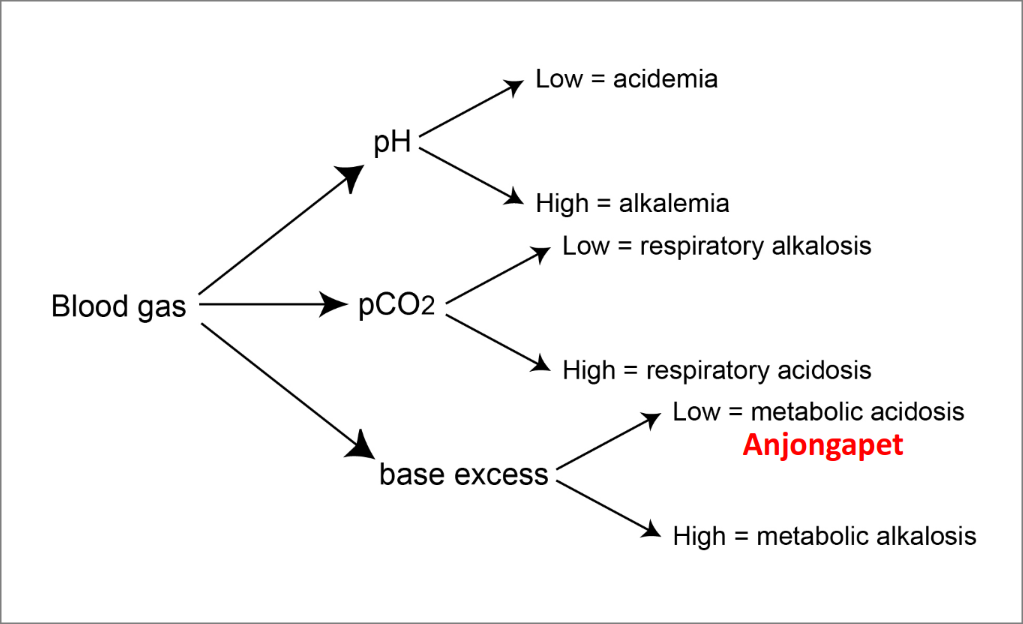 Low = acidemia
pH
High = alkalemia
Low = respiratory alkalosis
Blood gas
pCO2
High = respiratory acidosis
Low = metabolic acidosis
Anjongapet
base excess
High = metabolic alkalosis